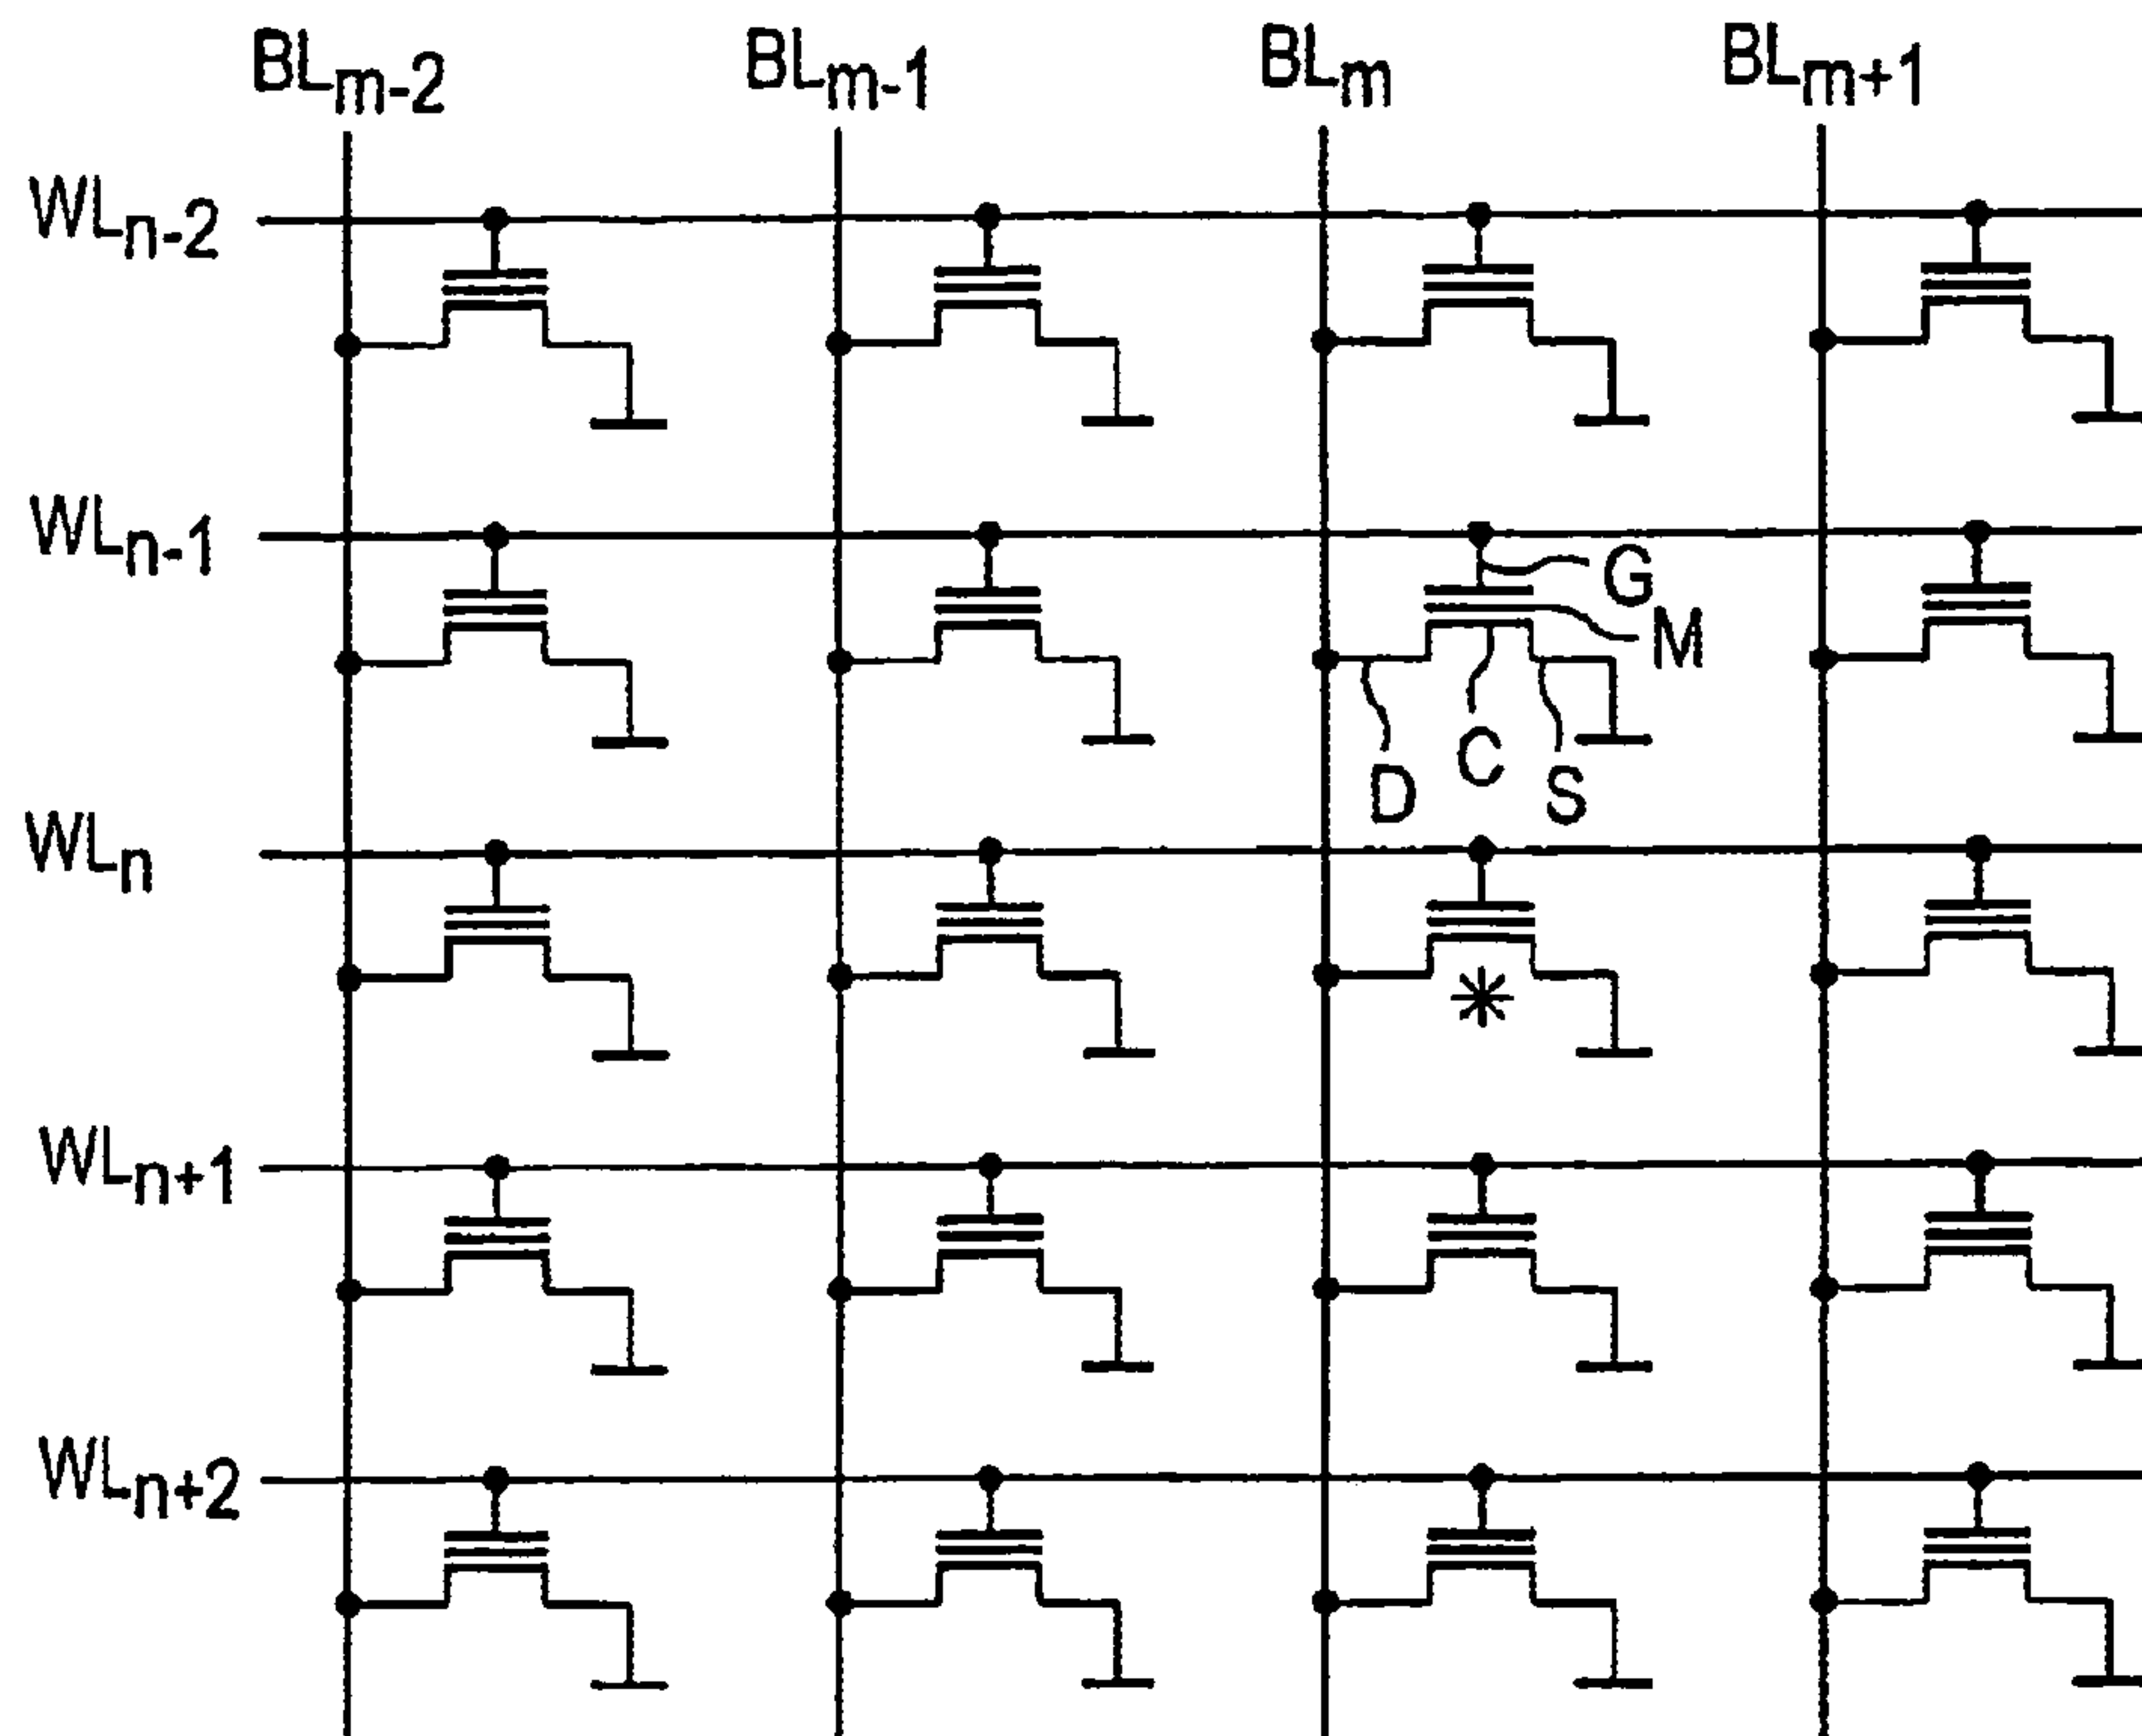 BLm-2 BLm-1 BLm BLm+1
WLn-2
WLn-1
G
M
D C S
WLn
*
WLn+1
WLn+2